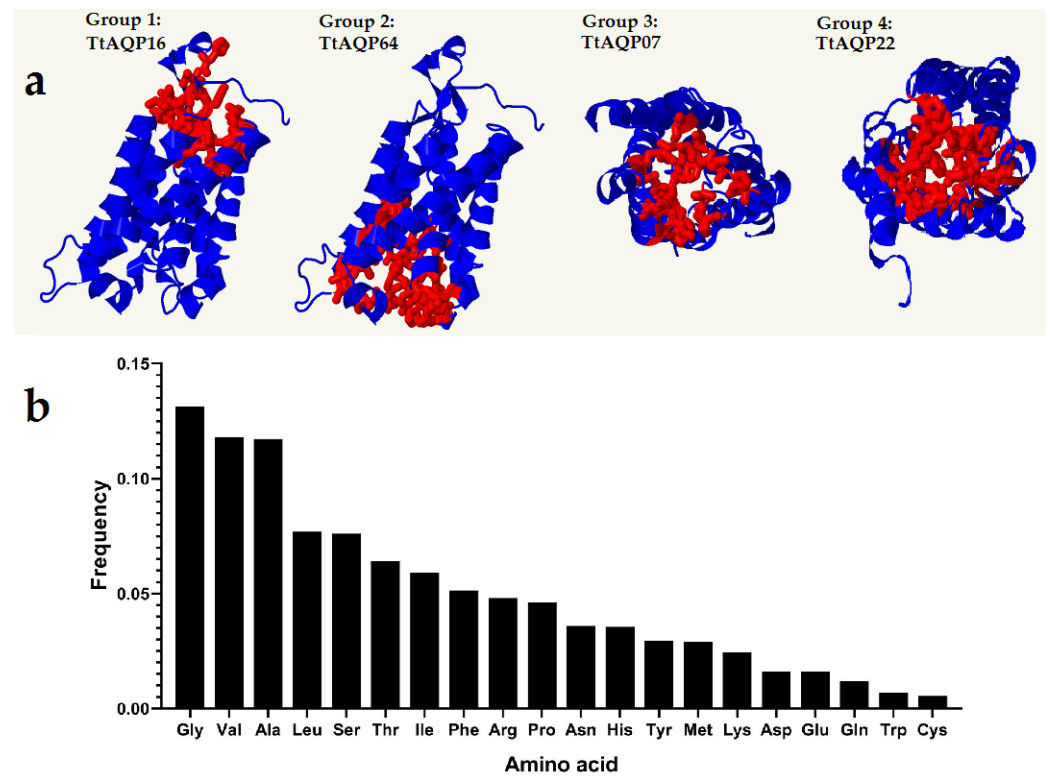 Group 1:
TtAQP16
Group 2:
TtAQP64
Group 3:
TtAQP07
Group 4:
TtAQP22
a
b
0.15
0.10
0.05
0.00
Frequency
Gly Val Ala Leu Ser Thr Ile Phe Arg Pro Asn His Tyr Met Lys Asp Glu Gln Trp Cys
Amino acid